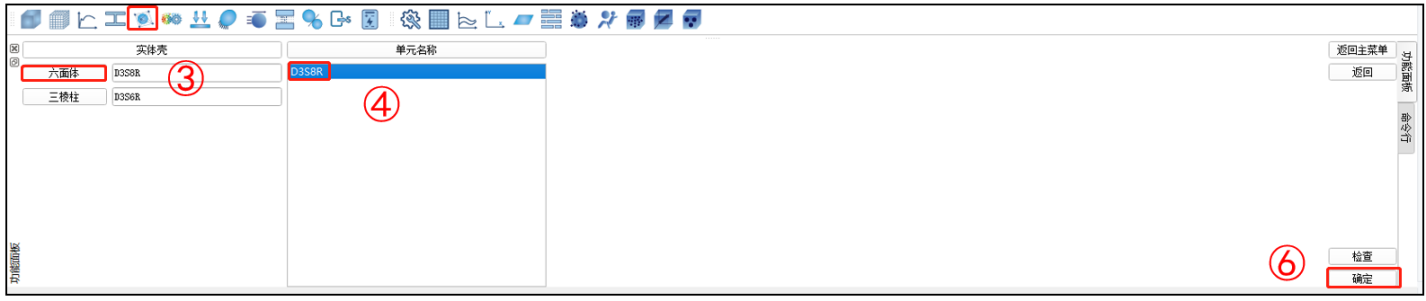 实体壳
单元名称
返回主菜单
六面体 D3S8R
③
D3S8R
返回
三棱柱 D3S6R
④
功能面板
命令行
功能面板
检查
⑥
确定